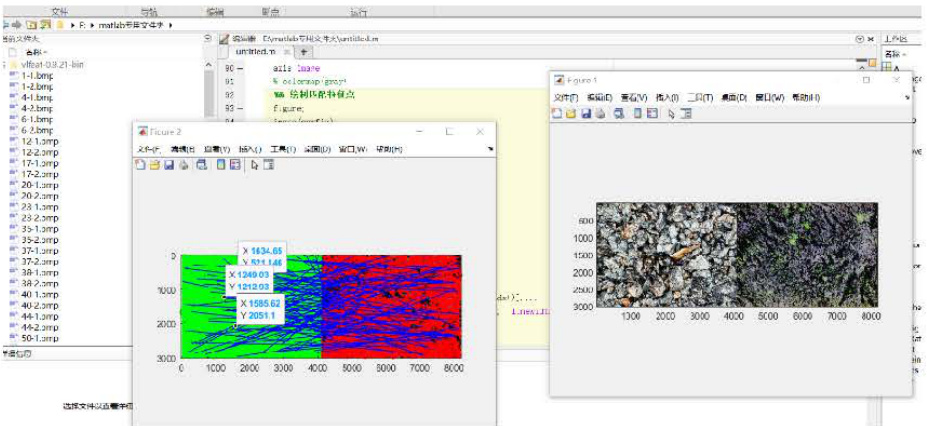 文件 导航 编辑 断点 运行
F: ▸ matlab专用文件夹 ▸
当前文件夹
名称
vlfeat-0.9.21-bin
1-1.bmp
1-2.bmp
4-1.bmp
4-2.bmp
6-1.bmp
6-2.bmp
12-1.bmp
12-2.bmp
17-1.bmp
17-2.bmp
20-1.bmp
20-2.bmp
23-1.bmp
23-2.bmp
35-1.bmp
35-2.bmp
37-1.bmp
37-2.bmp
38-1.bmp
38-2.bmp
40-1.bmp
40-2.bmp
44-1.bmp
44-2.bmp
50-1.bmp
详细信息
选择文件以查看详细
编辑器 - F:\matlab专用文件夹\untitled.m
untitled.m
90
axis image
91
% colormap(gray)
92
%% 绘制匹配特征点
93
figure;
94
工作区
名称
Figure 2
文件(F) 编辑(E) 查看(V) 插入(I) 工具(T) 桌面(D) 窗口(W) 帮助(H)
X 1634.65
X 1249.03
Y 1212.93
X 1585.62
Y 2051.1
0
1000
2000
3000
0 1000 2000 3000 4000 5000 6000 7000 8000
Figure 1
文件(F) 编辑(E) 查看(V) 插入(I) 工具(T) 桌面(D) 窗口(W) 帮助(H)
500
1000
1500
2000
2500
3000
1000 2000 3000 4000 5000 6000 7000 8000